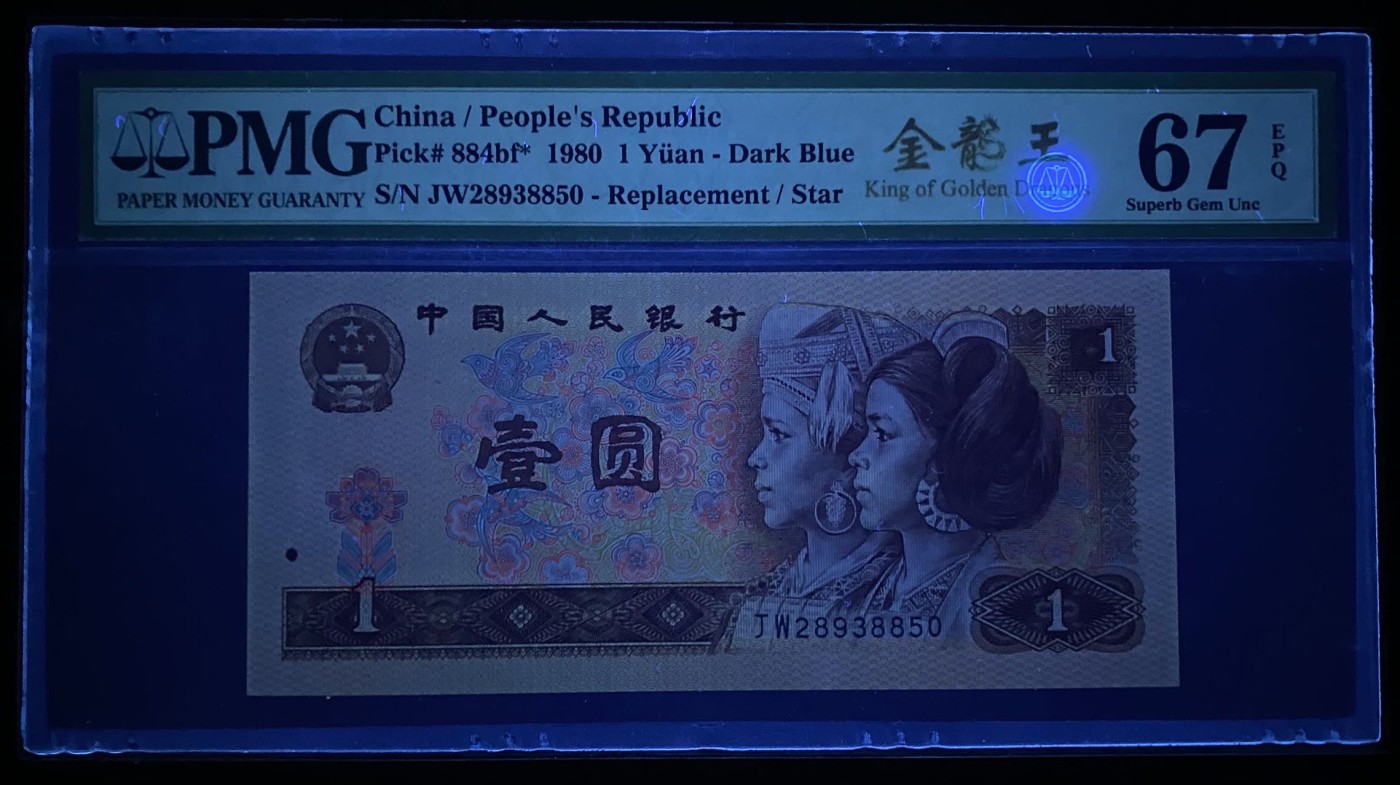 PMG
PAPER MONEY GUARANTY
China / People's Republic
Pick# 884bf* 1980 1 Yüan - Dark Blue
S/N JW28938850 - Replacement / Star
金龍王
King of Golden Dragons
67
EPQ
Superb Gem Unc
中国人民银行
1
壹圆
1
JW28938850
1